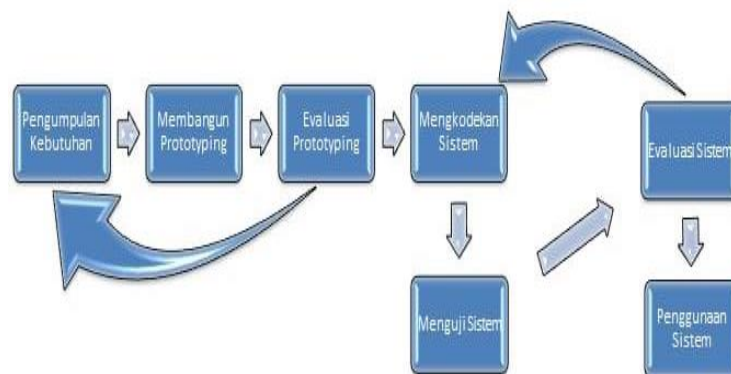 Pengumpulan
Kebutuhan
Membangun
Prototyping
Evaluasi
Prototyping
Mengkodekan
Sistem
Menguji Sistem
Evaluasi Sistem
Penggunaan
Sistem